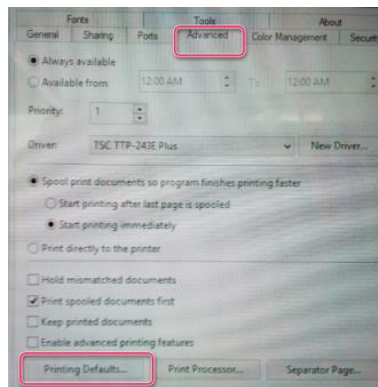 Fonts Tools About
General Sharing Ports Advanced Color Management Securit
Always available
Available from 12:00 AM To 12:00 AM
Priority: 1
Driver: TSC TTP-243E Plus New Driver...
Spool print documents so program finishes printing faster
Start printing after last page is spooled
Start printing immediately
Print directly to the printer
Hold mismatched documents
Print spooled documents first
Keep printed documents
Enable advanced printing features
Printing Defaults... Print Processor... Separator Page...